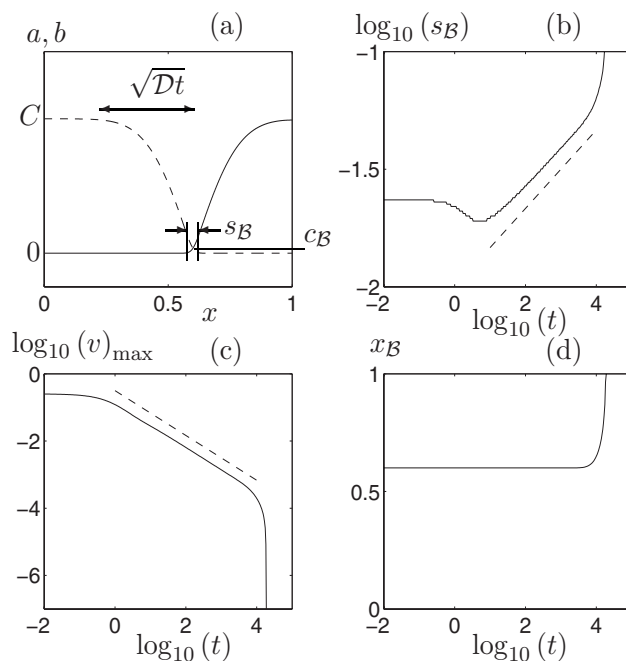 a, b (a)
√𝒟t
C
s_ℬ
c_ℬ
0
0 0.5 1
x
log₁₀ (s_ℬ) (b)
−1
−1.5
−2
−2 0 2 4
log₁₀ (t)
log₁₀ (v)_max (c)
0
−2
−4
−6
−2 0 2 4
log₁₀ (t)
x_ℬ (d)
1
0.5
0
−2 0 2 4
log₁₀ (t)